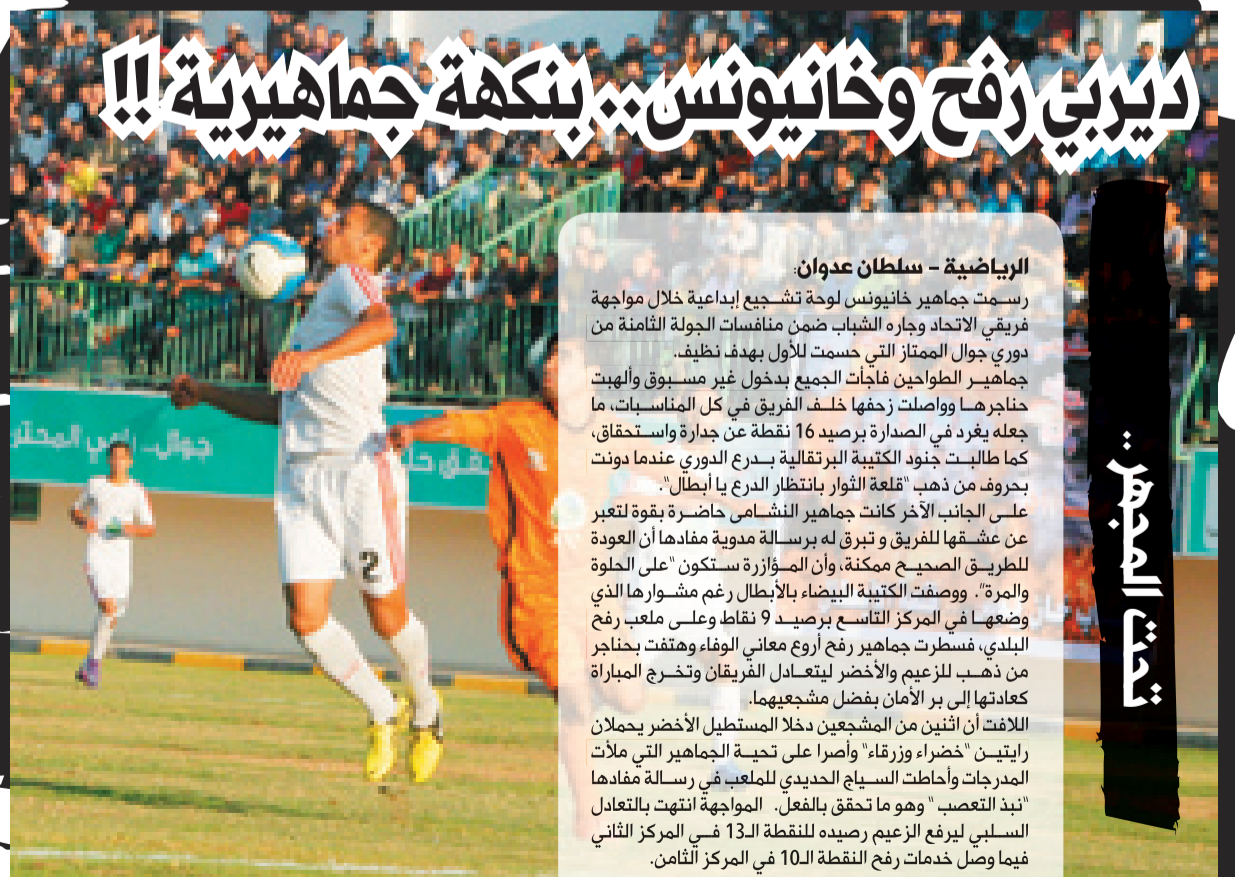 ديربي رفح وخانيونس.. بنكهة جماهيرية !!
تحت المجهر..
الرياضية – سلطان عدوان:
رسمت جماهير خانيونس لوحة تشجيع إبداعية خلال مواجهة
فريقي الاتحاد وجاره الشباب ضمن منافسات الجولة الثامنة من
دوري جوال الممتاز التي حسمت للأول بهدف نظيف.
جماهير الطواحين فاجأت الجميع بدخول غير مسبوق وألهبت
حناجرها وواصلت زحفها خلف الفريق في كل المناسبات، ما
جعله يغرد في الصدارة برصيد 16 نقطة عن جدارة واستحقاق،
كما طالبت جنود الكتيبة البرتقالية بدرع الدوري عندما دونت
بحروف من ذهب "قلعة الثوار بانتظار الدرع يا أبطال".
على الجانب الآخر كانت جماهير النشامى حاضرة بقوة لتعبر
عن عشقها للفريق و تبرق له برسالة مدوية مفادها أن العودة
للطريق الصحيح ممكنة، وأن المؤازرة ستكون "على الحلوة
والمرة". ووصفت الكتيبة البيضاء بالأبطال رغم مشوارها الذي
وضعها في المركز التاسع برصيد 9 نقاط وعلى ملعب رفح
البلدي، فسطرت جماهير رفح أروع معاني الوفاء وهتفت بحناجر
من ذهب للزعيم والأخضر ليتعادل الفريقان وتخرج المباراة
كعادتها إلى بر الأمان بفضل مشجعيهما.
اللافت أن اثنين من المشجعين دخلا المستطيل الأخضر يحملان
رايتين "خضراء وزرقاء" وأصرا على تحية الجماهير التي ملأت
المدرجات وأحاطت السياج الحديدي للملعب في رسالة مفادها
"نبذ التعصب " وهو ما تحقق بالفعل. المواجهة انتهت بالتعادل
السلبي ليرفع الزعيم رصيده للنقطة الـ13 في المركز الثاني
فيما وصل خدمات رفح النقطة الـ10 في المركز الثامن.
جوال.. راعي المحتر
2